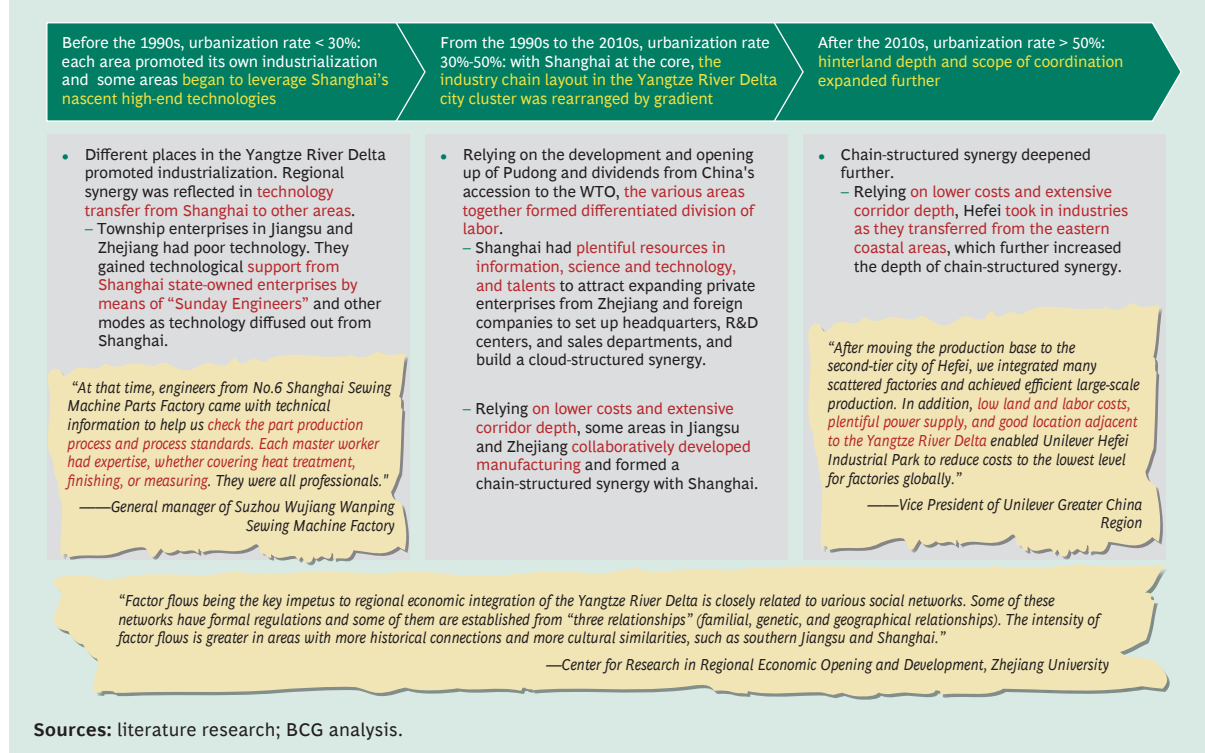 Before the 1990s, urbanization rate < 30%:
each area promoted its own industrialization
and some areas began to leverage Shanghai's
nascent high-end technologies
From the 1990s to the 2010s, urbanization rate
30%-50%: with Shanghai at the core, the
industry chain layout in the Yangtze River Delta
city cluster was rearranged by gradient
After the 2010s, urbanization rate > 50%:
hinterland depth and scope of coordination
expanded further
• Different places in the Yangtze River Delta
promoted industrialization. Regional
synergy was reflected in technology
transfer from Shanghai to other areas.
– Township enterprises in Jiangsu and
Zhejiang had poor technology. They
gained technological support from
Shanghai state-owned enterprises by
means of “Sunday Engineers” and other
modes as technology diffused out from
Shanghai.
“At that time, engineers from No.6 Shanghai Sewing
Machine Parts Factory came with technical
information to help us check the part production
process and process standards. Each master worker
had expertise, whether covering heat treatment,
finishing, or measuring. They were all professionals."
——General manager of Suzhou Wujiang Wanping
Sewing Machine Factory
• Relying on the development and opening
up of Pudong and dividends from China's
accession to the WTO, the various areas
together formed differentiated division of
labor.
– Shanghai had plentiful resources in
information, science and technology,
and talents to attract expanding private
enterprises from Zhejiang and foreign
companies to set up headquarters, R&D
centers, and sales departments, and
build a cloud-structured synergy.
– Relying on lower costs and extensive
corridor depth, some areas in Jiangsu
and Zhejiang collaboratively developed
manufacturing and formed a
chain-structured synergy with Shanghai.
• Chain-structured synergy deepened
further.
– Relying on lower costs and extensive
corridor depth, Hefei took in industries
as they transferred from the eastern
coastal areas, which further increased
the depth of chain-structured synergy.
“After moving the production base to the
second-tier city of Hefei, we integrated many
scattered factories and achieved efficient large-scale
production. In addition, low land and labor costs,
plentiful power supply, and good location adjacent
to the Yangtze River Delta enabled Unilever Hefei
Industrial Park to reduce costs to the lowest level
for factories globally.”
——Vice President of Unilever Greater China
Region
“Factor flows being the key impetus to regional economic integration of the Yangtze River Delta is closely related to various social networks. Some of these
networks have formal regulations and some of them are established from “three relationships” (familial, genetic, and geographical relationships). The intensity of
factor flows is greater in areas with more historical connections and more cultural similarities, such as southern Jiangsu and Shanghai.”
—Center for Research in Regional Economic Opening and Development, Zhejiang University
Sources: literature research; BCG analysis.